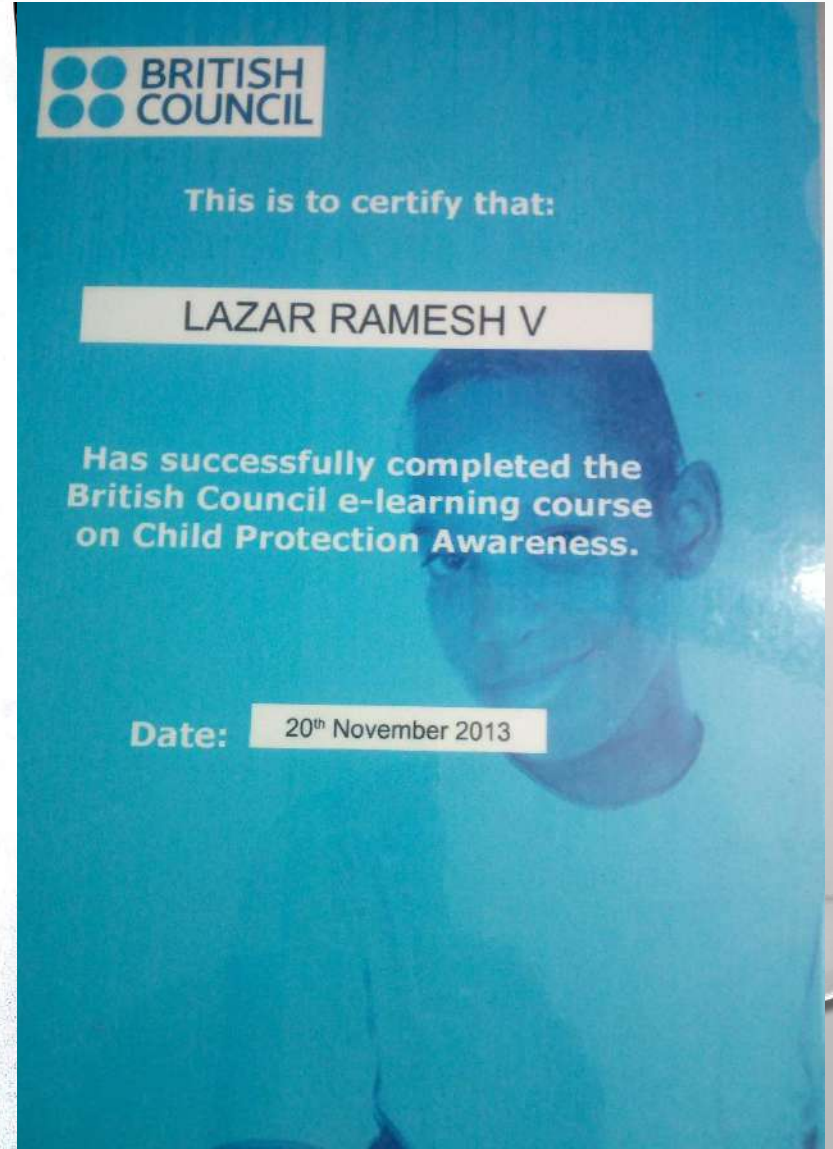 BRITISH
COUNCIL
This is to certify that:
LAZAR RAMESH V
Has successfully completed the
British Council e-learning course
on Child Protection Awareness.
Date: 20th November 2013